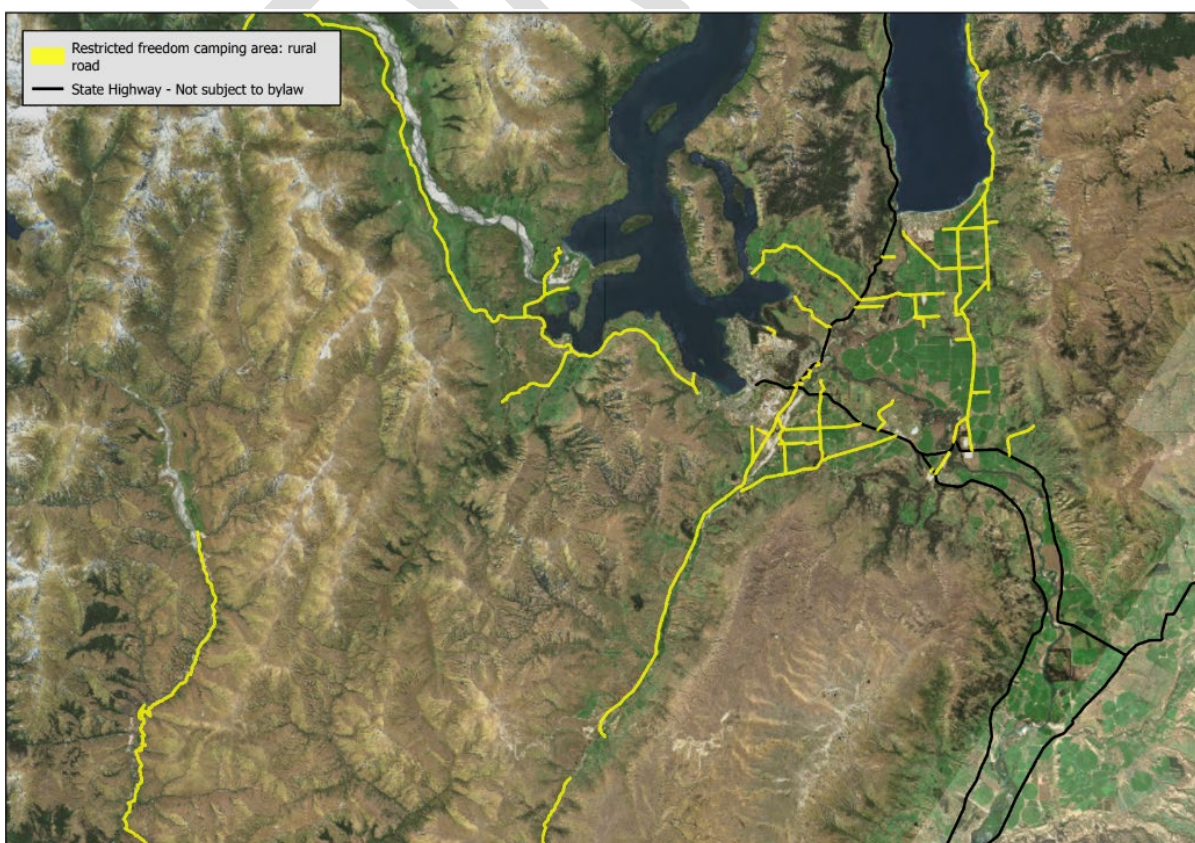 Restricted freedom camping area: rural
road
State Highway - Not subject to bylaw